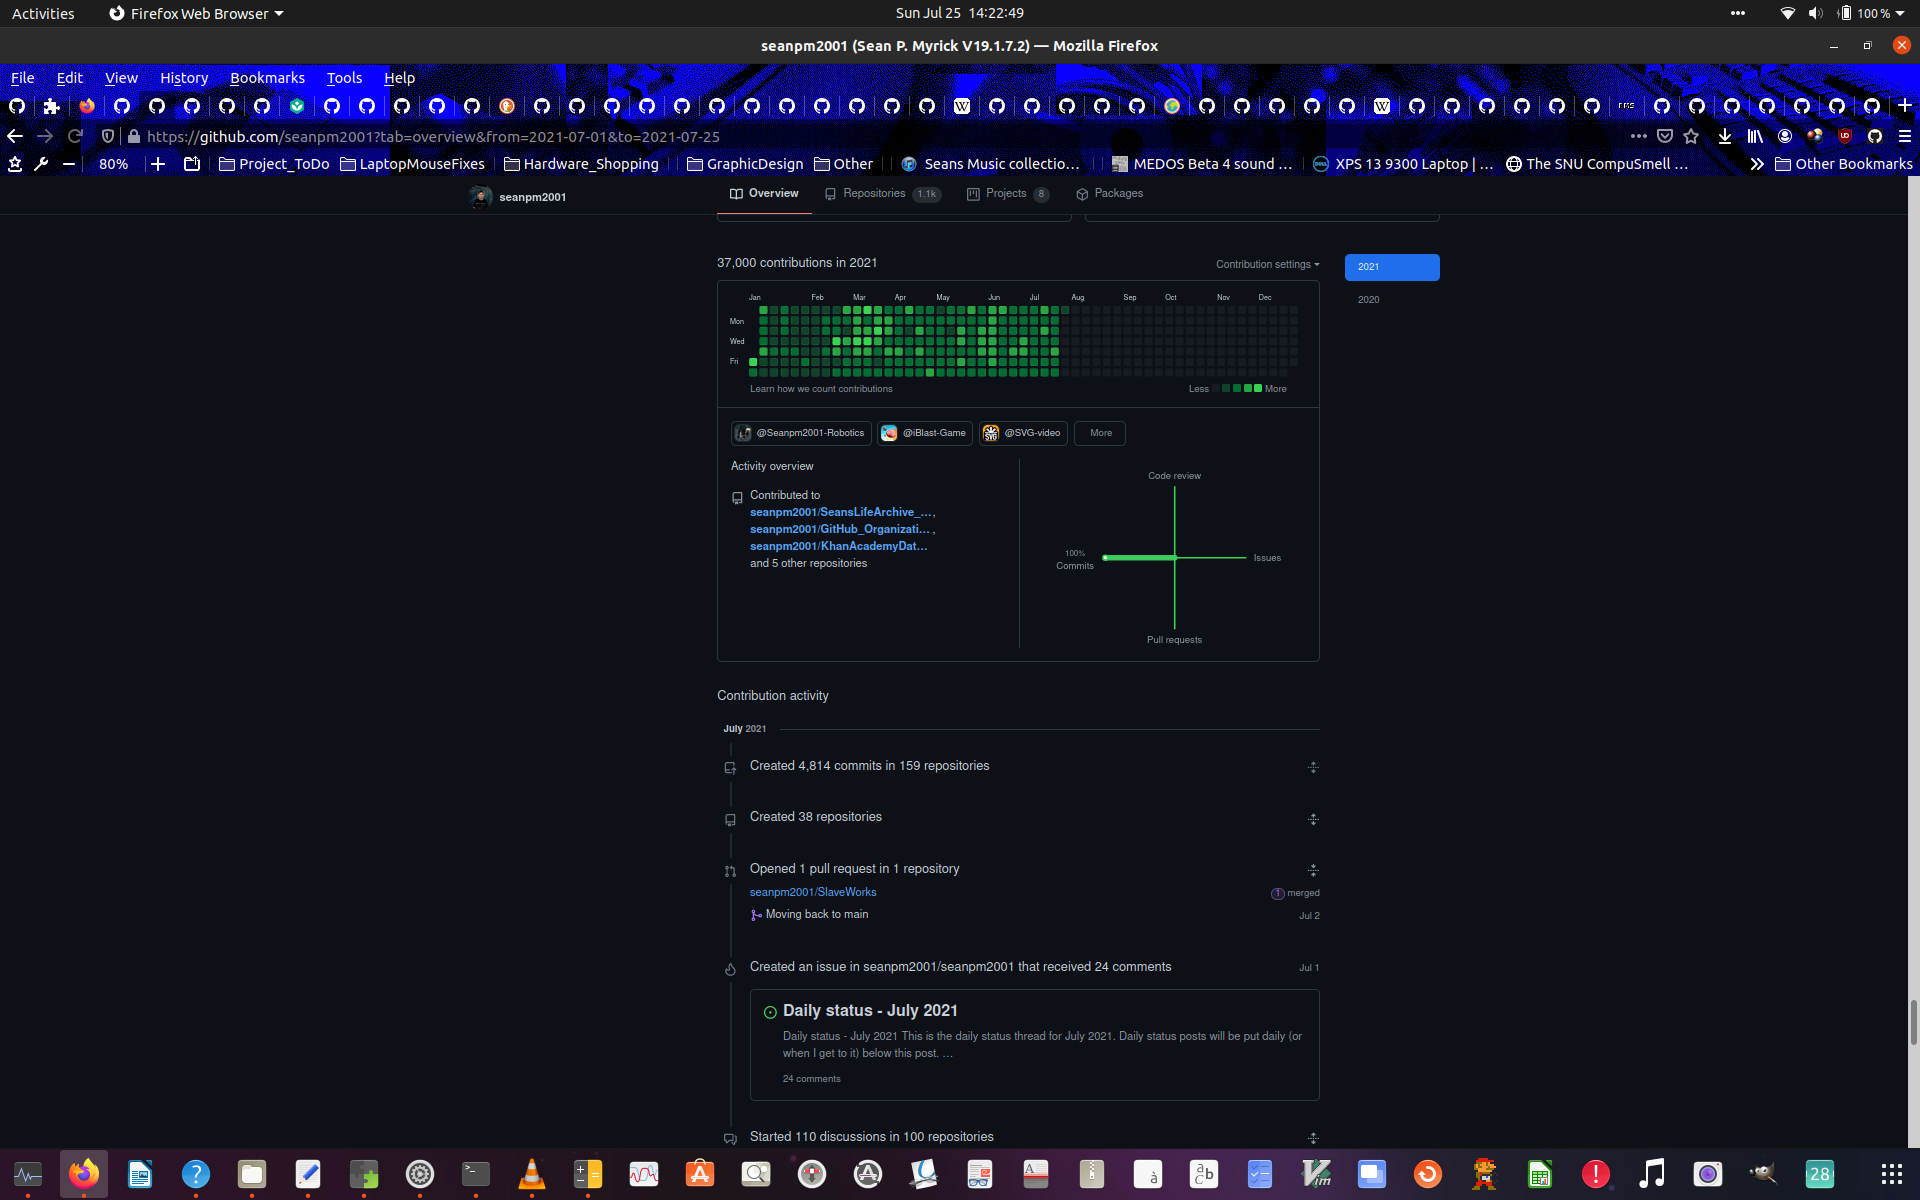 Activities
Firefox Web Browser
Sun Jul 25 14:22:49
100 %
seanpm2001 (Sean P. Myrick V19.1.7.2) — Mozilla Firefox
File Edit View History Bookmarks Tools Help
https://github.com/seanpm2001?tab=overview&from=2021-07-01&to=2021-07-25
80%
Project_ToDo
LaptopMouseFixes
Hardware_Shopping
GraphicDesign
Other
Seans Music collectio…
MEDOS Beta 4 sound …
XPS 13 9300 Laptop | …
The SNU CompuSmell …
Other Bookmarks
seanpm2001
Overview
Repositories 1.1k
Projects 8
Packages
37,000 contributions in 2021
Contribution settings
2021
2020
Jan Feb Mar Apr May Jun Jul Aug Sep Oct Nov Dec
Mon
Wed
Fri
Learn how we count contributions
Less More
@Seanpm2001-Robotics
@iBlast-Game
@SVG-video
More
Activity overview
Contributed to
seanpm2001/SeansLifeArchive_… ,
seanpm2001/GitHub_Organizati… ,
seanpm2001/KhanAcademyDat…
and 5 other repositories
Code review
100%
Commits
Issues
Pull requests
Contribution activity
July 2021
Created 4,814 commits in 159 repositories
Created 38 repositories
Opened 1 pull request in 1 repository
seanpm2001/SlaveWorks
1 merged
Moving back to main
Jul 2
Created an issue in seanpm2001/seanpm2001 that received 24 comments
Jul 1
Daily status - July 2021
Daily status - July 2021 This is the daily status thread for July 2021. Daily status posts will be put daily (or
when I get to it) below this post. …
24 comments
Started 110 discussions in 100 repositories
28